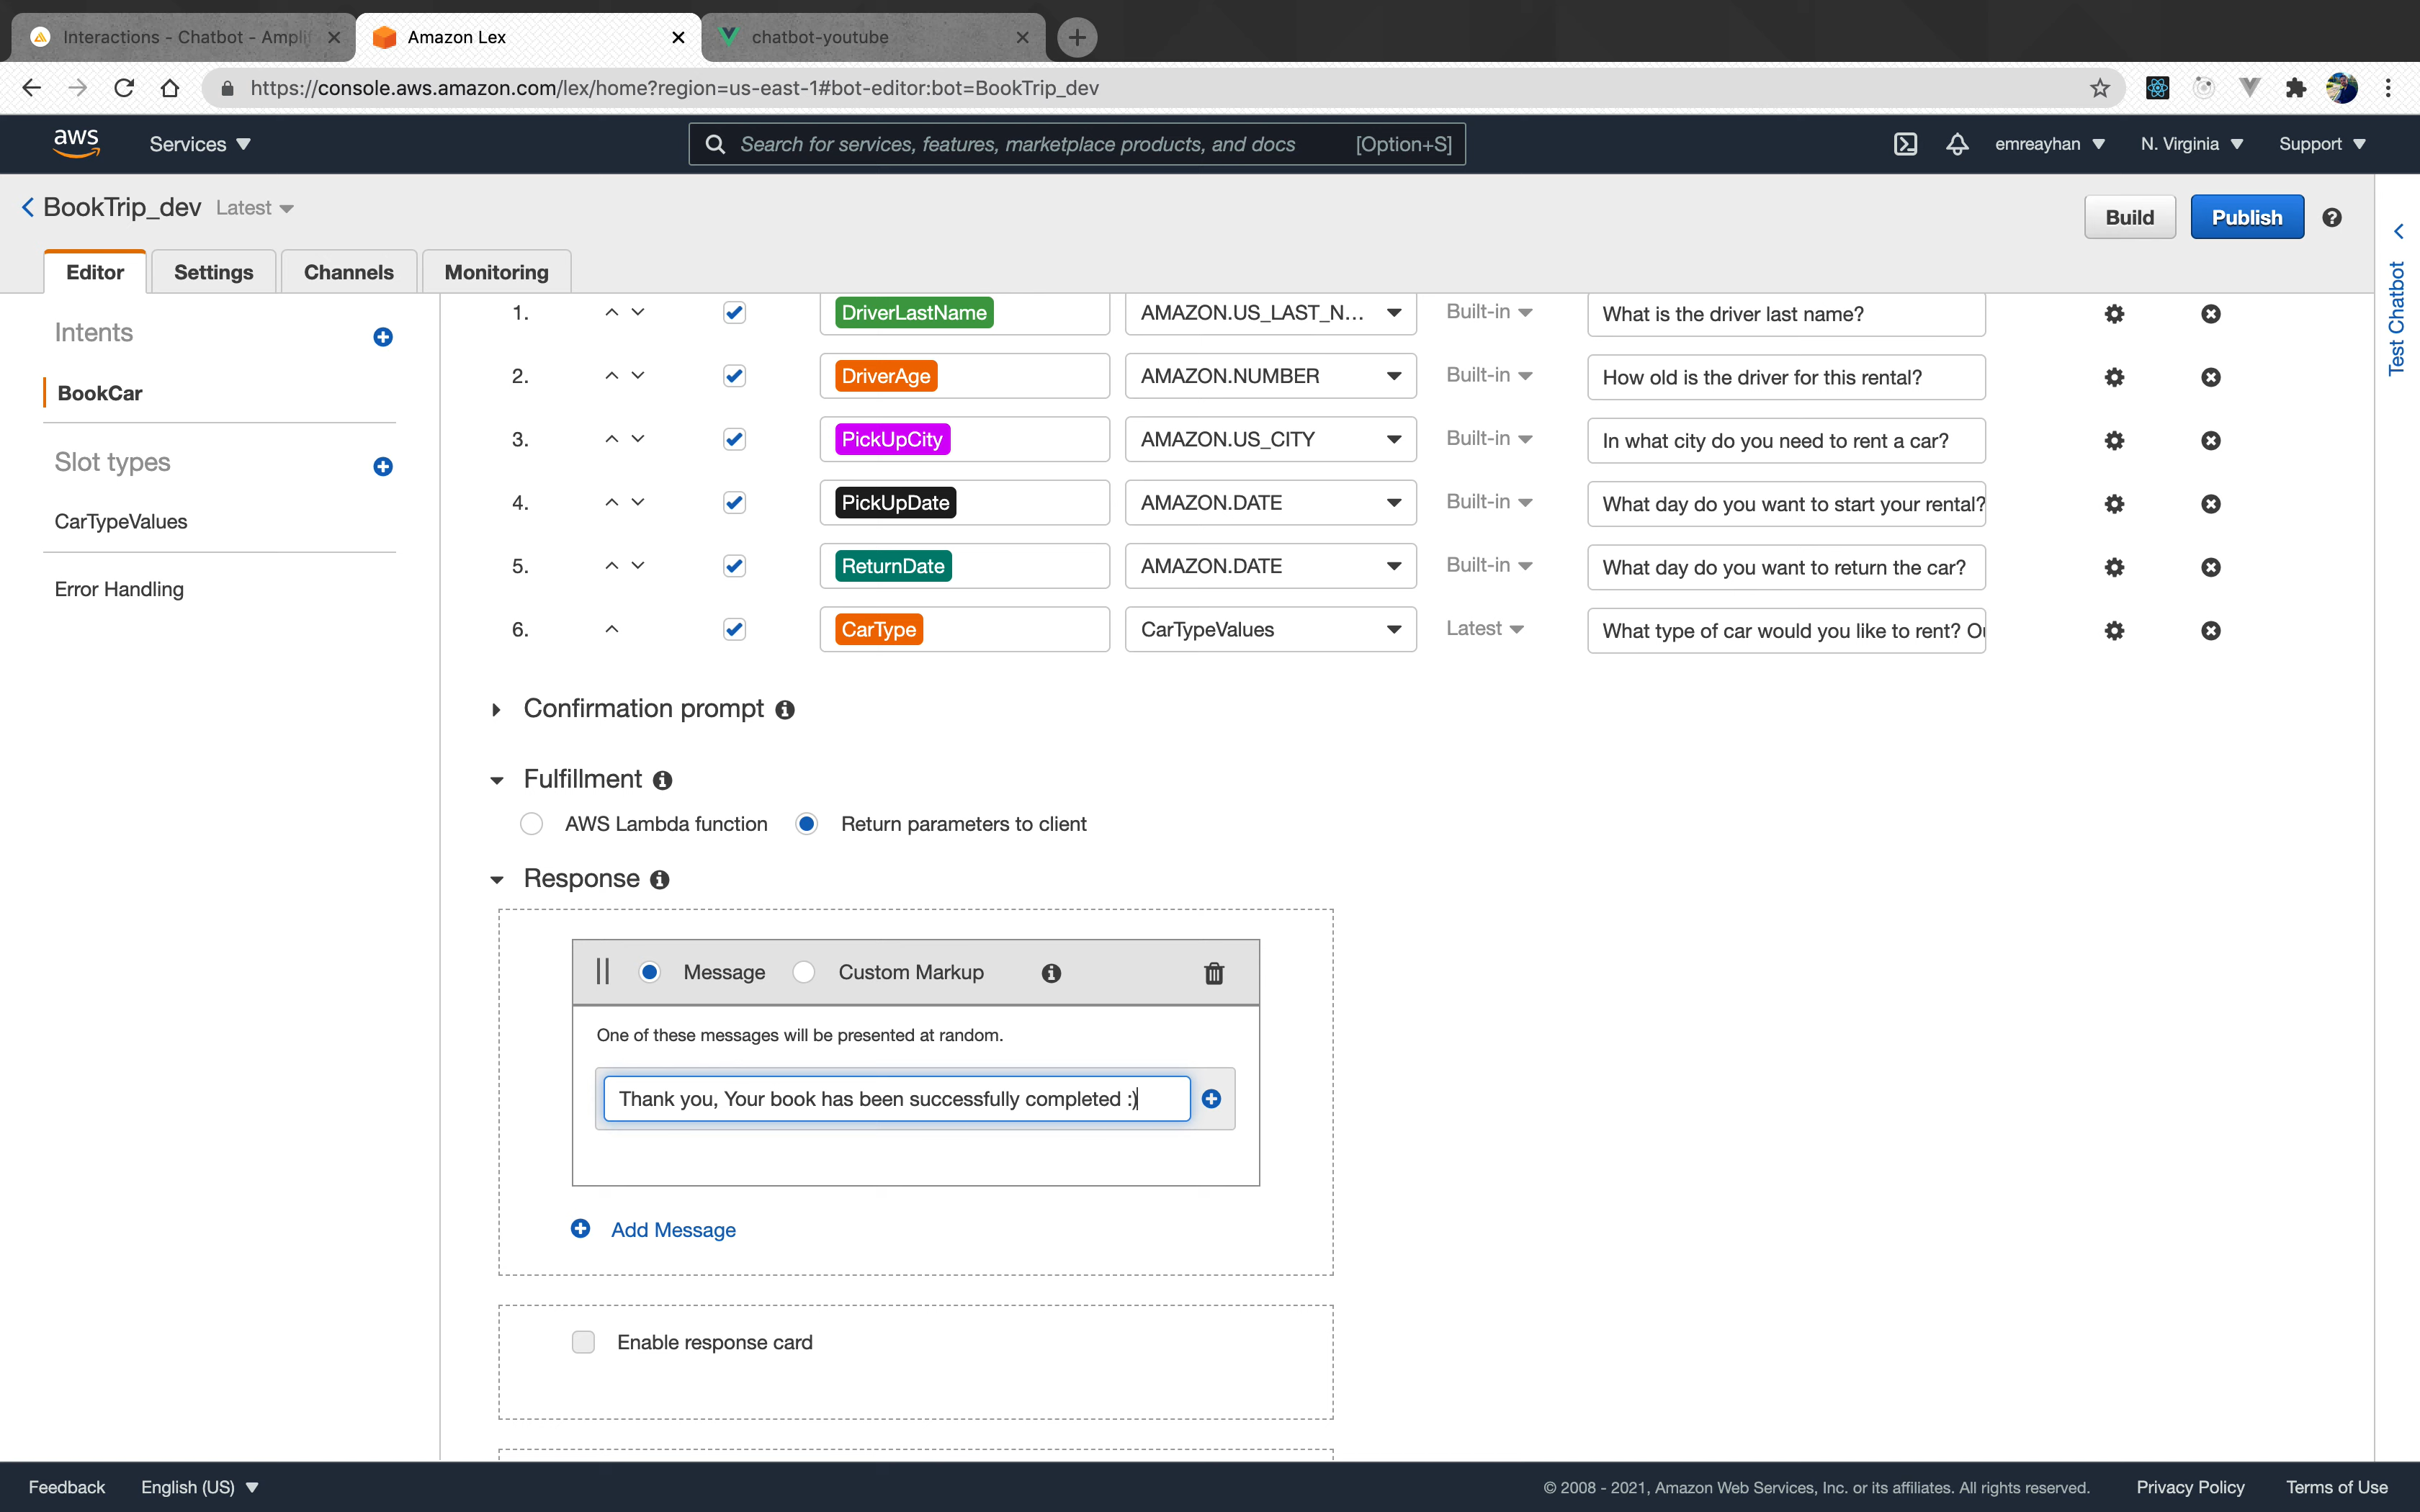 Interactions - Chatbot - Ampli
Amazon Lex
chatbot-youtube
https://console.aws.amazon.com/lex/home?region=us-east-1#bot-editor:bot=BookTrip_dev
aws
Services
Search for services, features, marketplace products, and docs
[Option+S]
emreayhan
N. Virginia
Support
BookTrip_dev
Latest
Build
Publish
Test Chatbot
Editor
Settings
Channels
Monitoring
Intents
BookCar
Slot types
CarTypeValues
Error Handling
1. DriverLastName AMAZON.US_LAST_N... Built-in What is the driver last name?
2. DriverAge AMAZON.NUMBER Built-in How old is the driver for this rental?
3. PickUpCity AMAZON.US_CITY Built-in In what city do you need to rent a car?
4. PickUpDate AMAZON.DATE Built-in What day do you want to start your rental?
5. ReturnDate AMAZON.DATE Built-in What day do you want to return the car?
6. CarType CarTypeValues Latest What type of car would you like to rent? Ou
Confirmation prompt
Fulfillment
AWS Lambda function
Return parameters to client
Response
Message
Custom Markup
One of these messages will be presented at random.
Thank you, Your book has been successfully completed :)
Add Message
Enable response card
Feedback
English (US)
© 2008 - 2021, Amazon Web Services, Inc. or its affiliates. All rights reserved.
Privacy Policy
Terms of Use